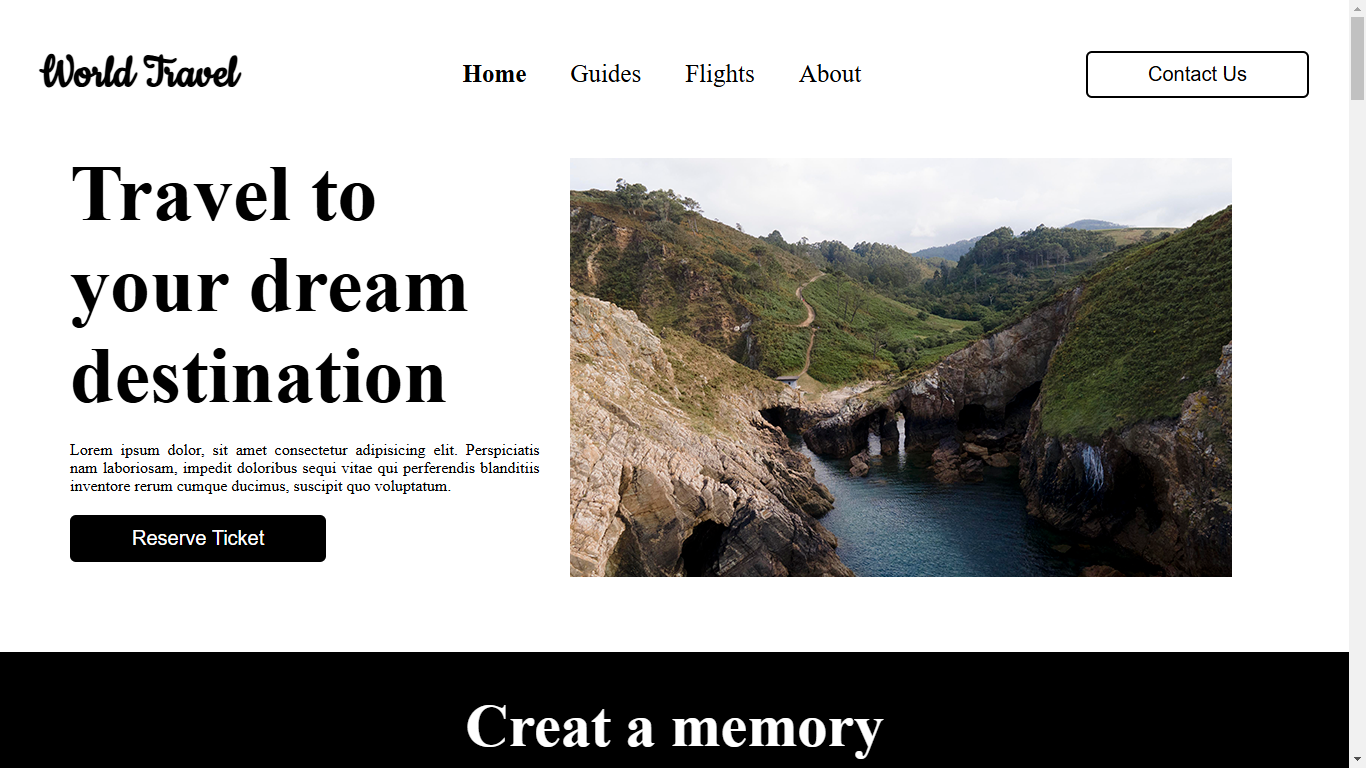 World Travel
Home Guides Flights About
Contact Us
Travel to
your dream
destination
Lorem ipsum dolor, sit amet consectetur adipisicing elit. Perspiciatis
nam laboriosam, impedit doloribus sequi vitae qui perferendis blanditiis
inventore rerum cumque ducimus, suscipit quo voluptatum.
Reserve Ticket
Creat a memory